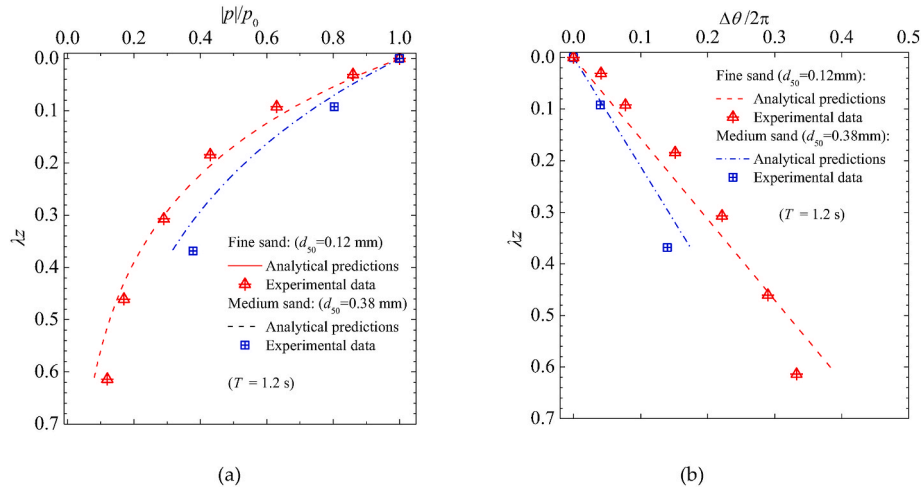 |p|/p0
0.0 0.2 0.4 0.6 0.8 1.0
0.0
0.1
0.2
0.3
0.4
0.5
0.6
0.7
λz
Fine sand: (d50=0.12 mm)
Analytical predictions
Experimental data
Medium sand: (d50=0.38 mm)
Analytical predictions
Experimental data
(T = 1.2 s)
(a)
Δθ/2π
0.0 0.1 0.2 0.3 0.4 0.5
0.0
0.1
0.2
0.3
0.4
0.5
0.6
0.7
λz
Fine sand (d50=0.12mm):
Analytical predictions
Experimental data
Medium sand (d50=0.38mm):
Analytical predictions
Experimental data
(T = 1.2 s)
(b)